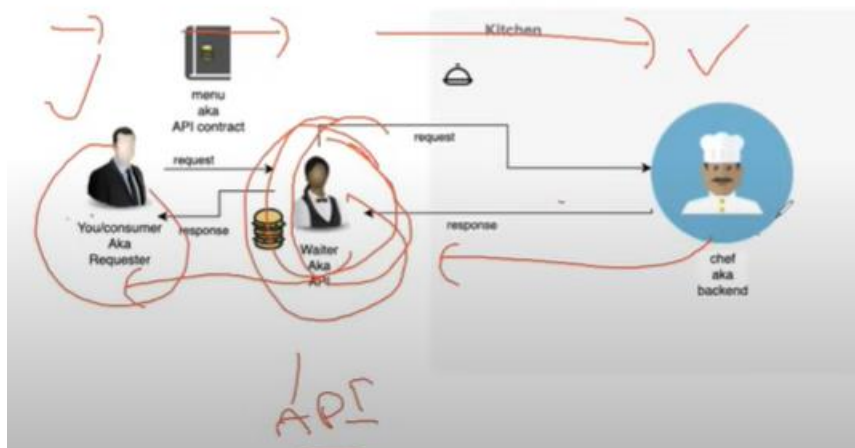 Kitchen
menu
aka
API contract
request
request
You/consumer
Aka
Requester
response
Waiter
Aka
API
response
chef
aka
backend
API